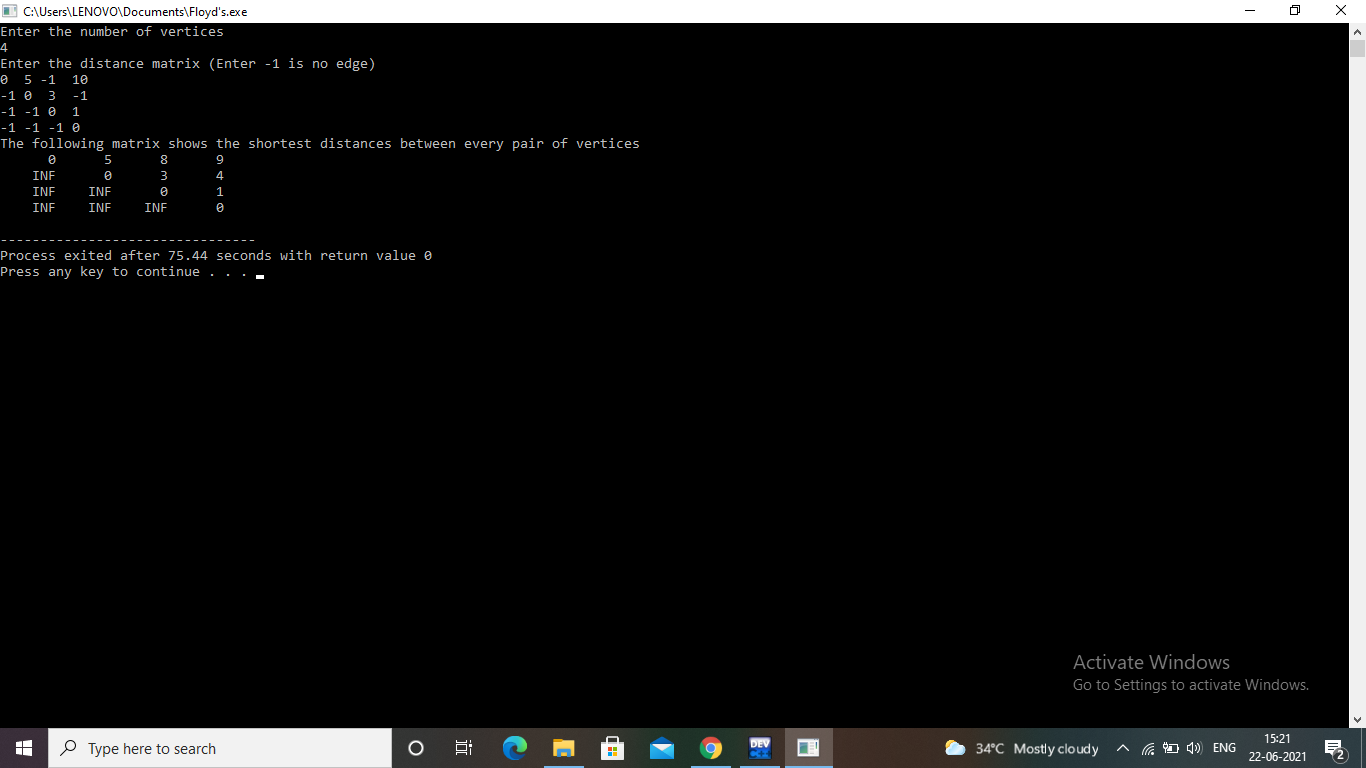 C:\Users\LENOVO\Documents\Floyd's.exe
Enter the number of vertices
4
Enter the distance matrix (Enter -1 is no edge)
0 5 -1 10
-1 0 3 -1
-1 -1 0 1
-1 -1 -1 0
The following matrix shows the shortest distances between every pair of vertices
0 5 8 9
INF 0 3 4
INF INF 0 1
INF INF INF 0
--------------------------------
Process exited after 75.44 seconds with return value 0
Press any key to continue . . .
Activate Windows
Go to Settings to activate Windows.
Type here to search
DEV
34°C Mostly cloudy
ENG
15:21
22-06-2021
2